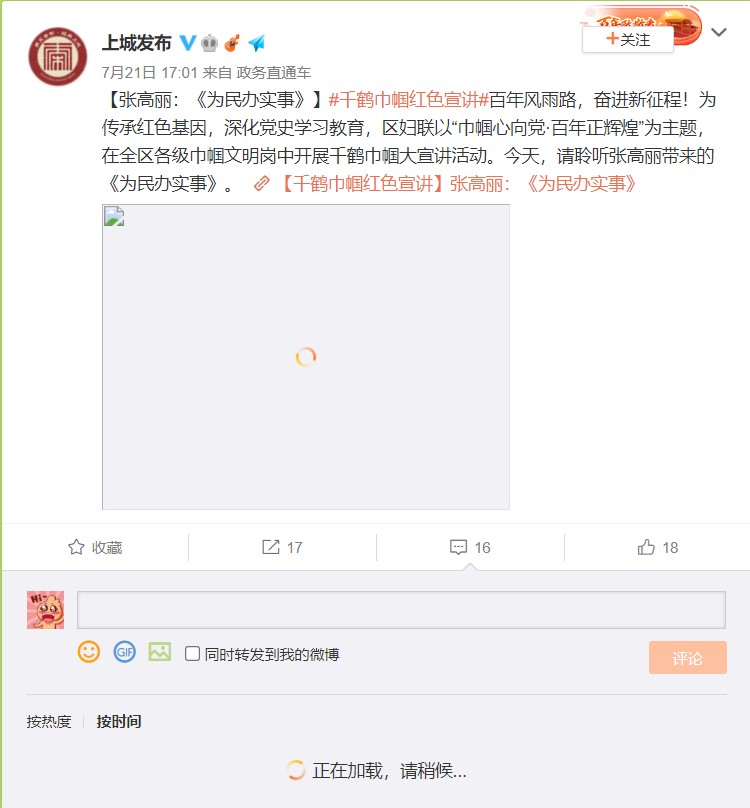 上城发布
+关注
7月21日 17:01 来自 政务直通车
【张高丽：《为民办实事》】#千鹤巾帼红色宣讲#百年风雨路，奋进新征程！为
传承红色基因，深化党史学习教育，区妇联以“巾帼心向党·百年正辉煌”为主题，
在全区各级巾帼文明岗中开展千鹤巾帼大宣讲活动。今天，请聆听张高丽带来的
《为民办实事》。 【千鹤巾帼红色宣讲】张高丽：《为民办实事》
收藏
17
16
18
Hi~
GIF
同时转发到我的微博
评论
按热度
按时间
正在加载，请稍候...